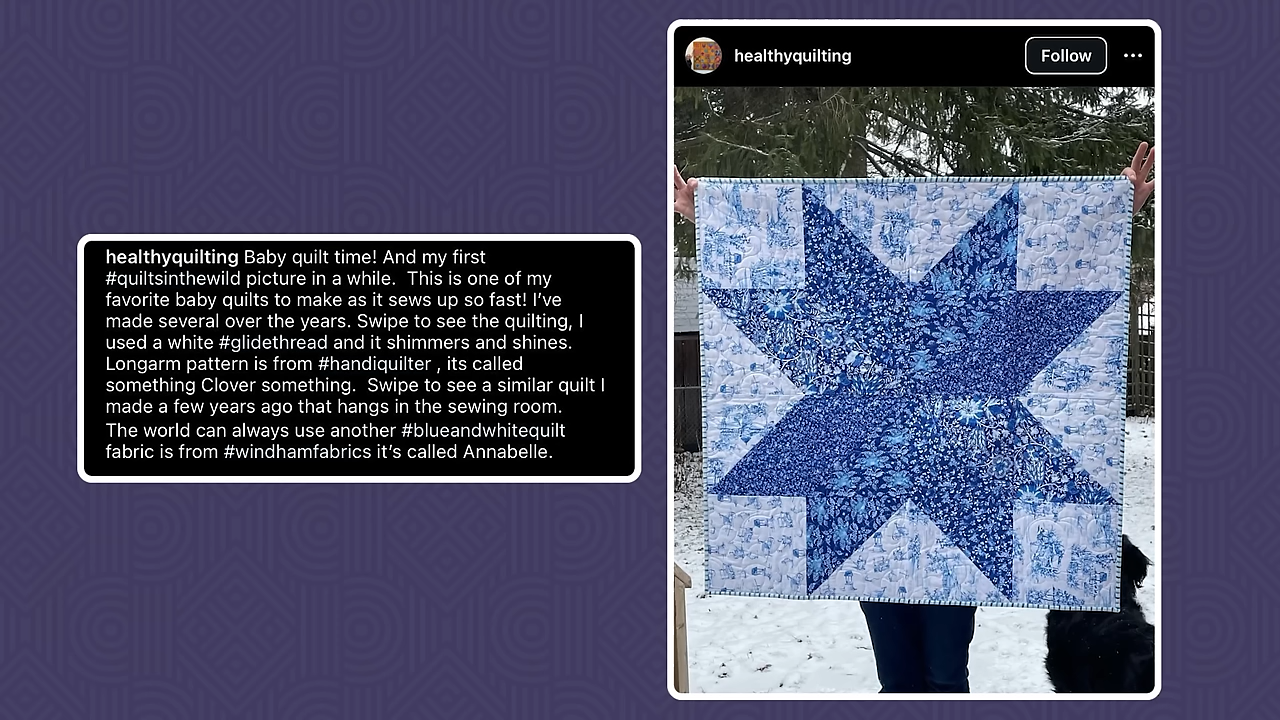 healthyquilting Baby quilt time! And my first
#quiltsinthewild picture in a while.  This is one of my
favorite baby quilts to make as it sews up so fast! I’ve
made several over the years. Swipe to see the quilting, I
used a white #glidethread and it shimmers and shines.
Longarm pattern is from #handiquilter , its called
something Clover something.  Swipe to see a similar quilt I
made a few years ago that hangs in the sewing room.
The world can always use another #blueandwhitequilt
fabric is from #windhamfabrics it’s called Annabelle.
healthyquilting
Follow